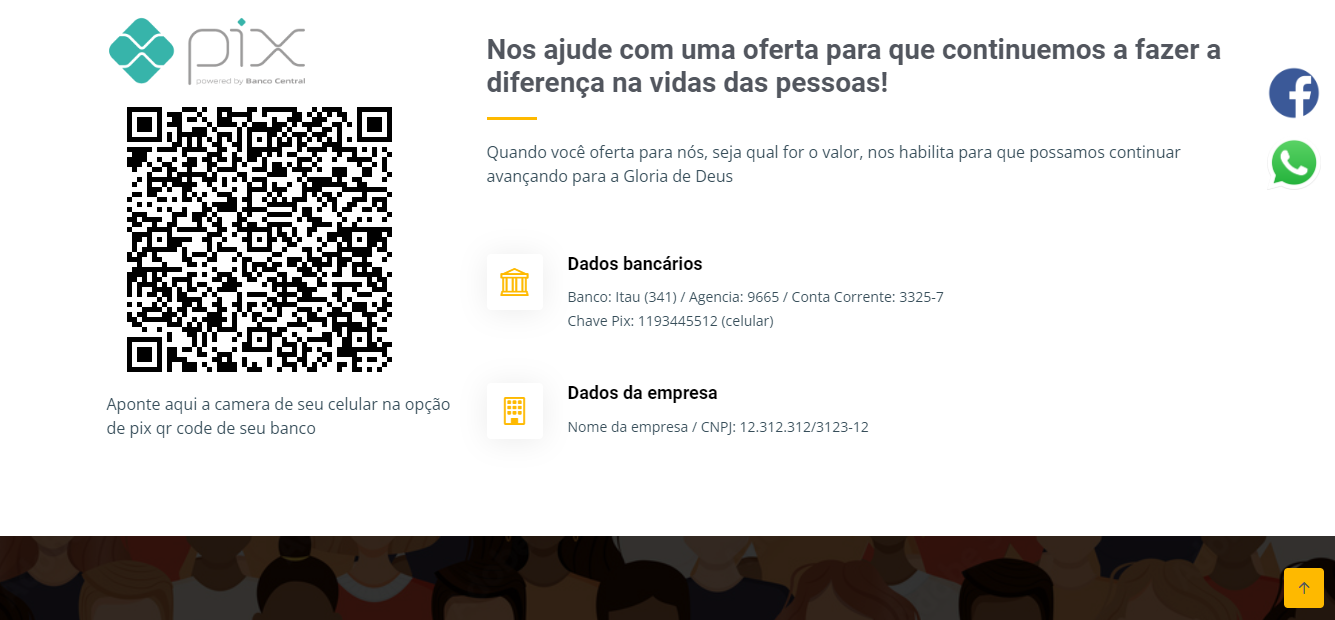 pix
powered by Banco Central
Aponte aqui a camera de seu celular na opção
de pix qr code de seu banco
Nos ajude com uma oferta para que continuemos a fazer a
diferença na vidas das pessoas!
Quando você oferta para nós, seja qual for o valor, nos habilita para que possamos continuar
avançando para a Gloria de Deus
Dados bancários
Banco: Itau (341) / Agencia: 9665 / Conta Corrente: 3325-7
Chave Pix: 1193445512 (celular)
Dados da empresa
Nome da empresa / CNPJ: 12.312.312/3123-12